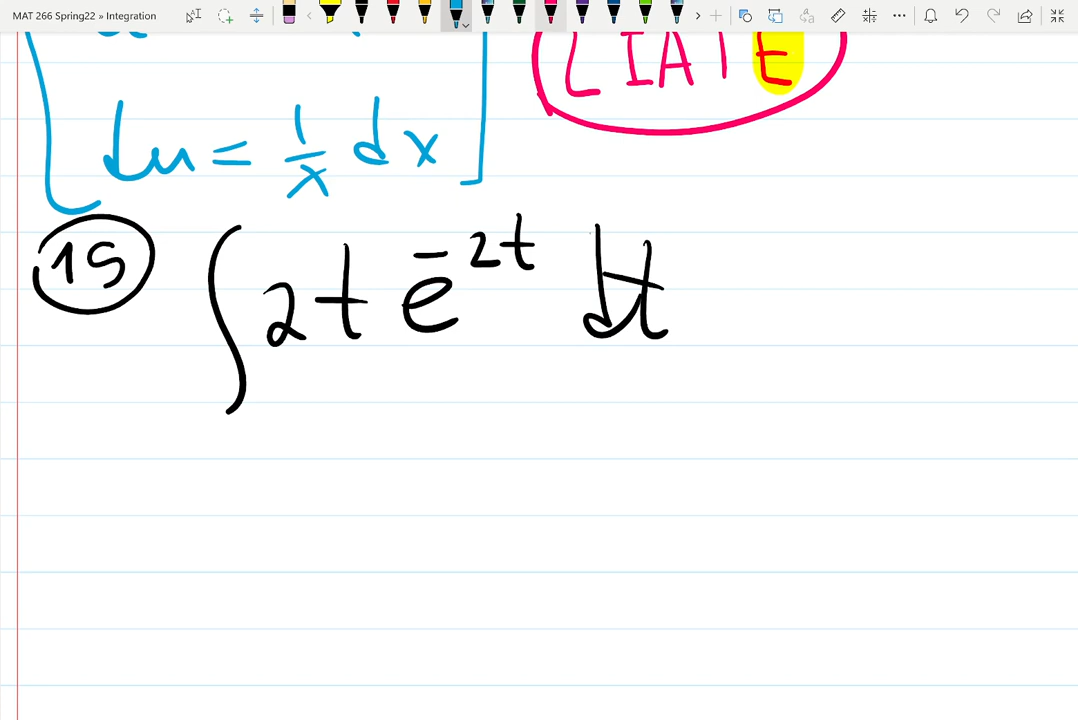 MAT 266 Spring22 » Integration
LIATE
du = 1/x dx
15 ∫ 2t e^-2t dt